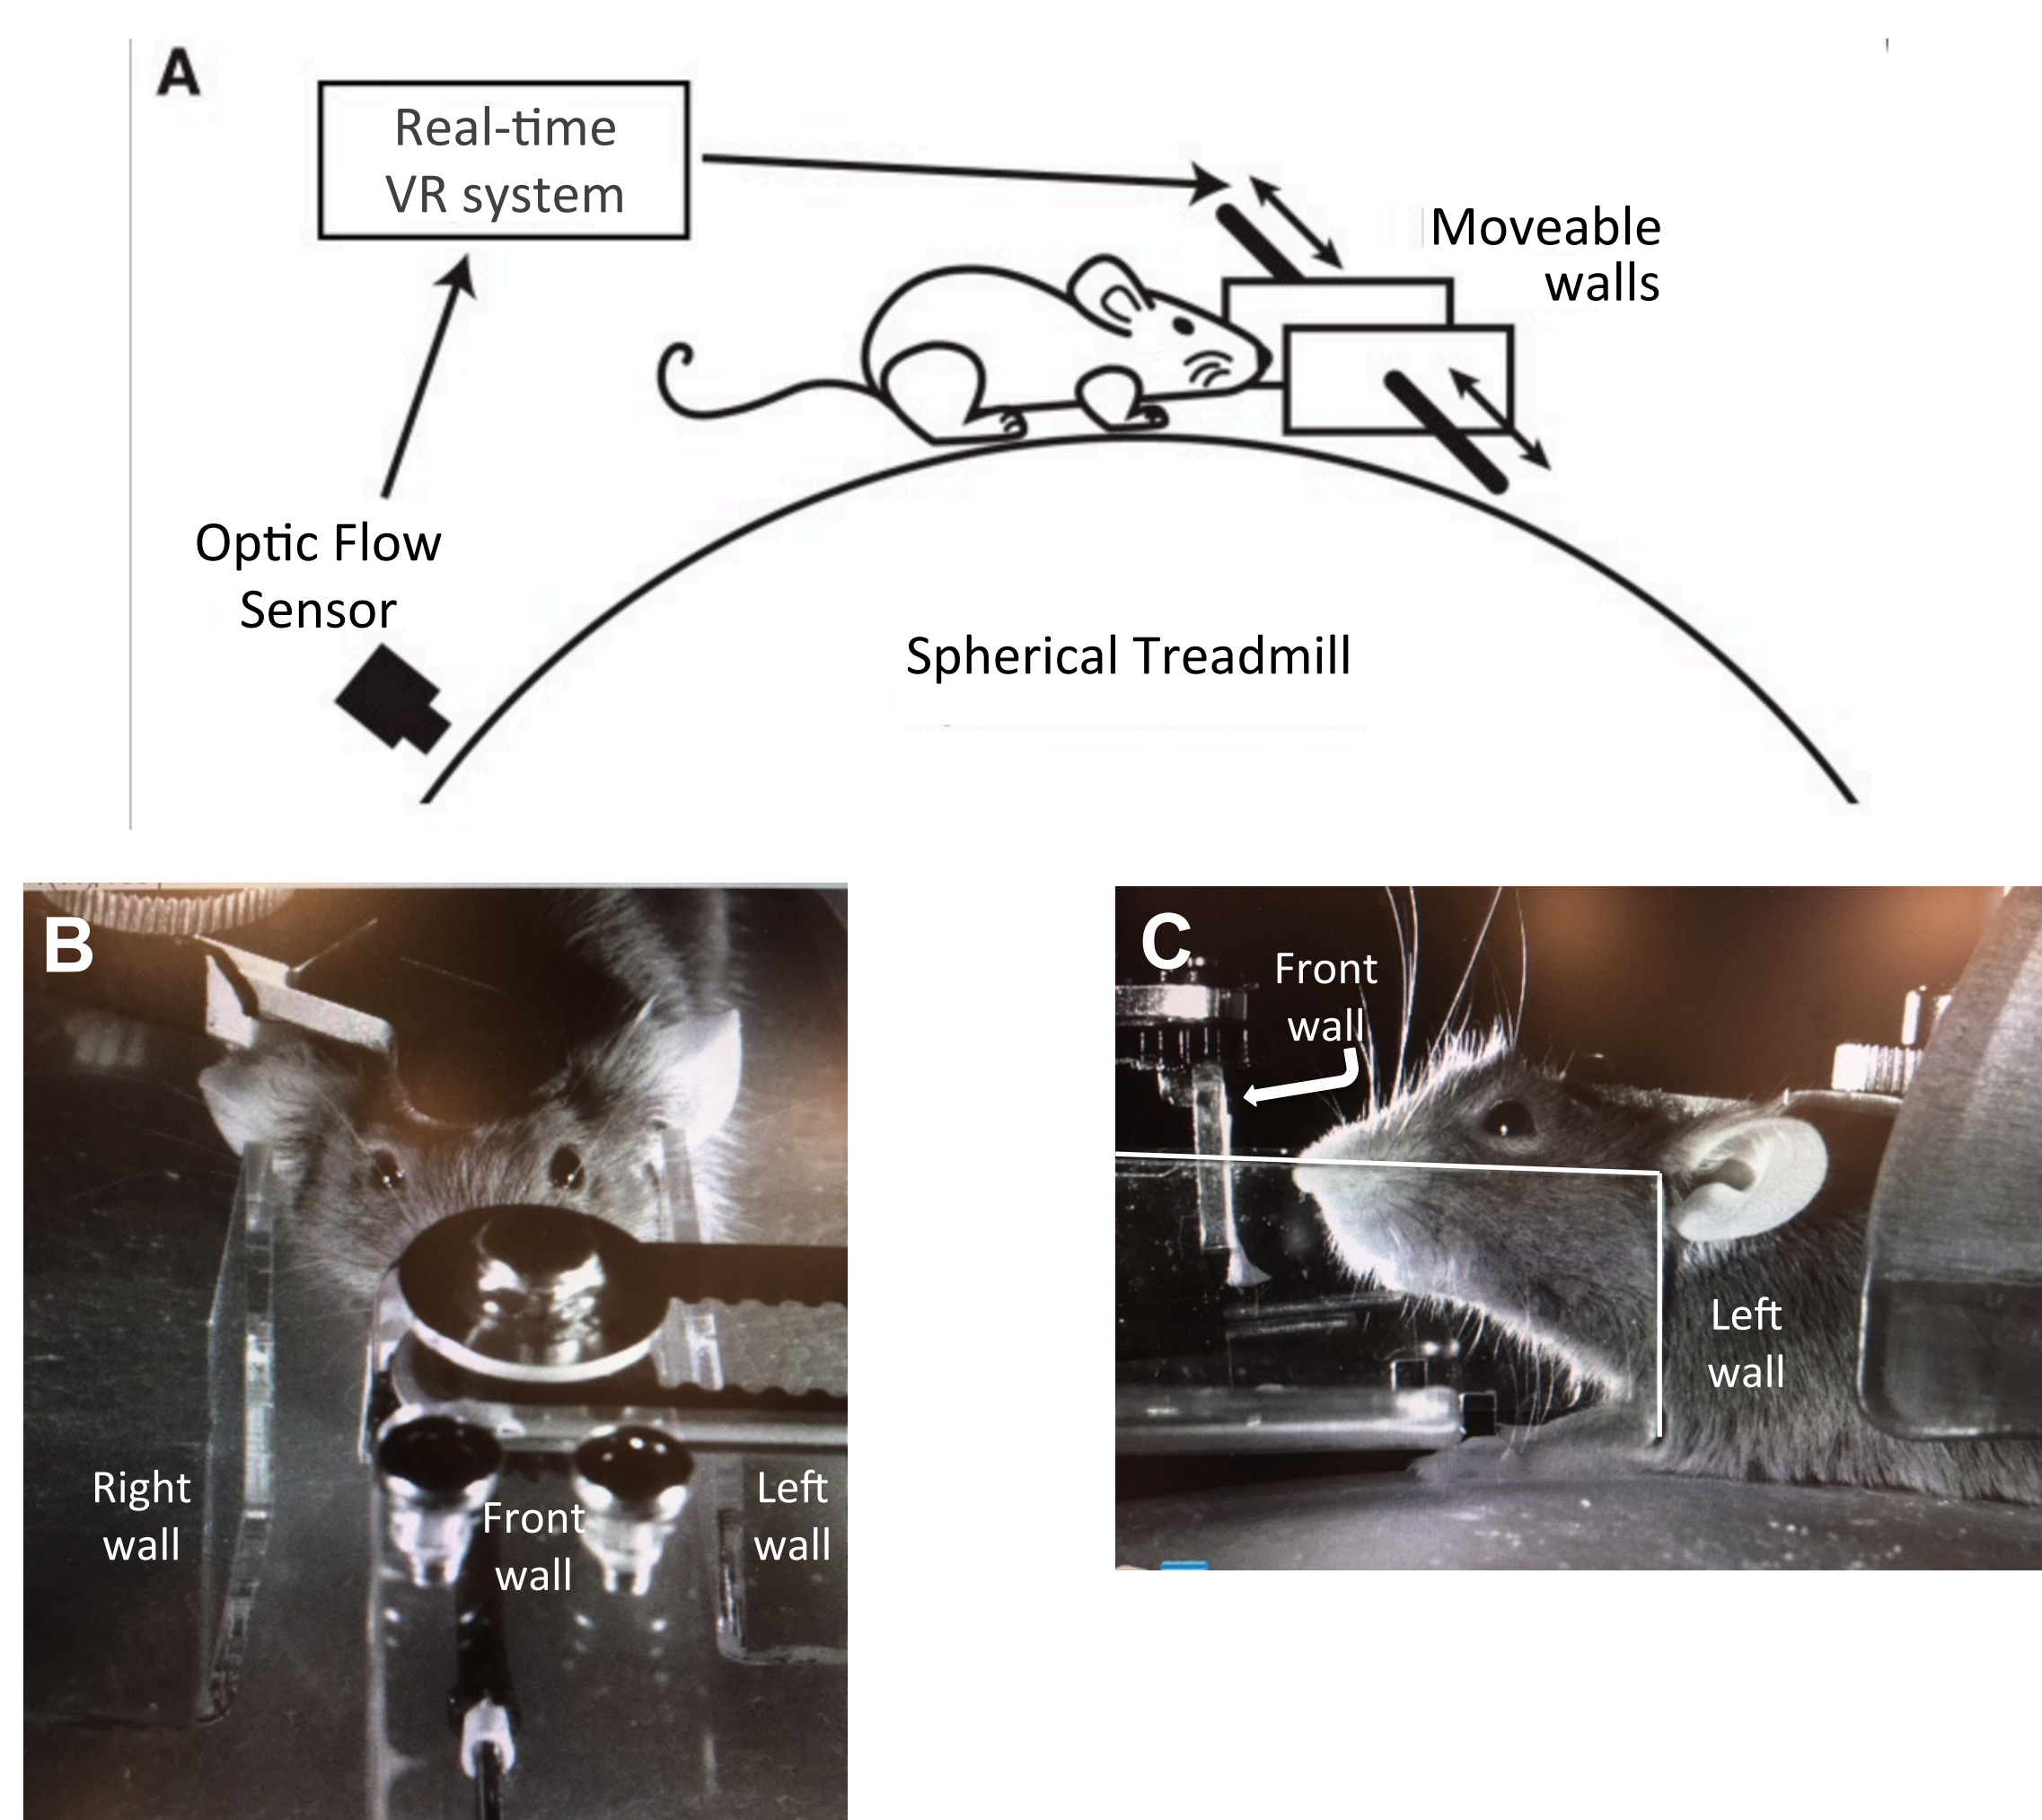 A
Real-time
VR system
Moveable
walls
Optic Flow
Sensor
Spherical Treadmill
B
Right
wall
Front
wall
Left
wall
C
Front
wall
Left
wall